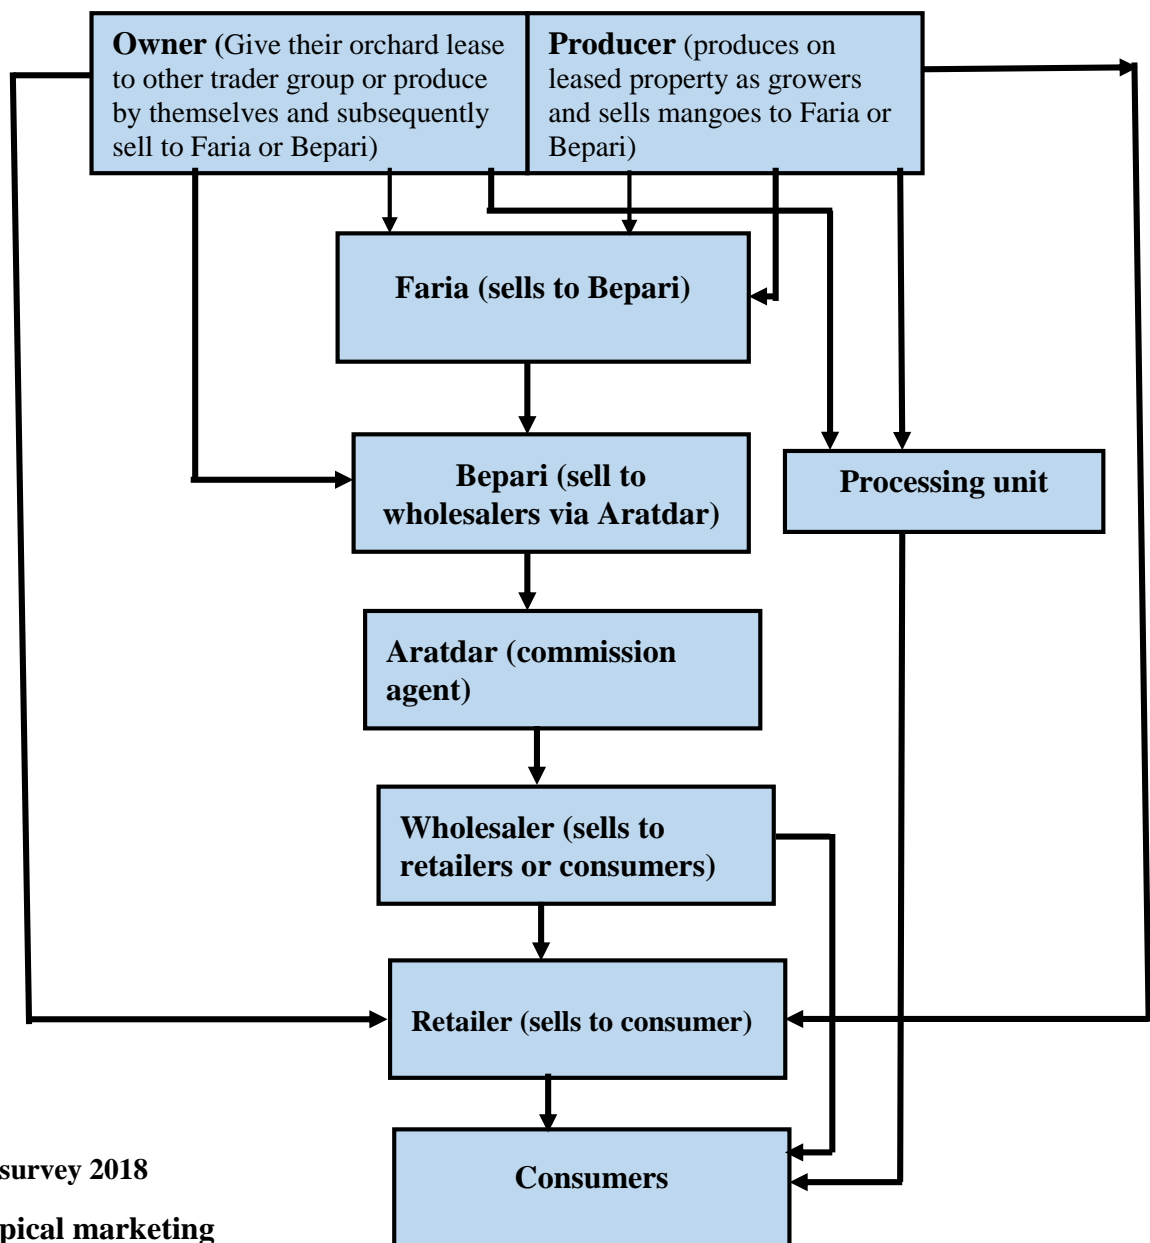 Owner (Give their orchard lease
to other trader group or produce
by themselves and subsequently
sell to Faria or Bepari)
Producer (produces on
leased property as growers
and sells mangoes to Faria or
Bepari)
Faria (sells to Bepari)
Bepari (sell to
wholesalers via Aratdar)
Processing unit
Aratdar (commission
agent)
Wholesaler (sells to
retailers or consumers)
Retailer (sells to consumer)
Consumers
survey 2018
pical marketing